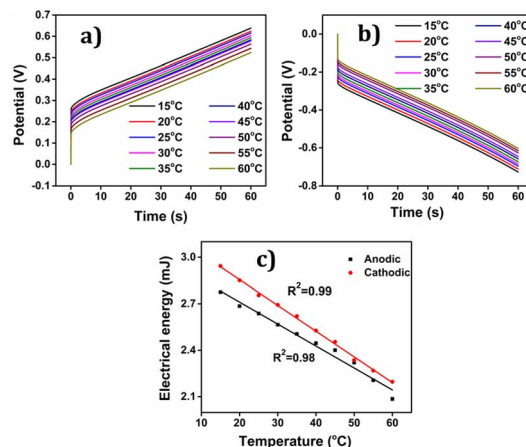 a)
0.7
0.6
0.5
0.4
0.3
0.2
0.1
0.0
-0.1
Potential (V)
15°C 40°C
20°C 45°C
25°C 50°C
30°C 55°C
35°C 60°C
0 10 20 30 40 50 60
Time (s)
b)
-0.0
-0.2
-0.4
-0.6
-0.8
Potential (V)
15°C 40°C
20°C 45°C
25°C 50°C
30°C 55°C
35°C 60°C
0 10 20 30 40 50 60
Time (s)
c)
Anodic
Cathodic
R²=0.99
R²=0.98
3.0
2.7
2.4
2.1
Electrical energy (mJ)
10 20 30 40 50 60
Temperature (°C)